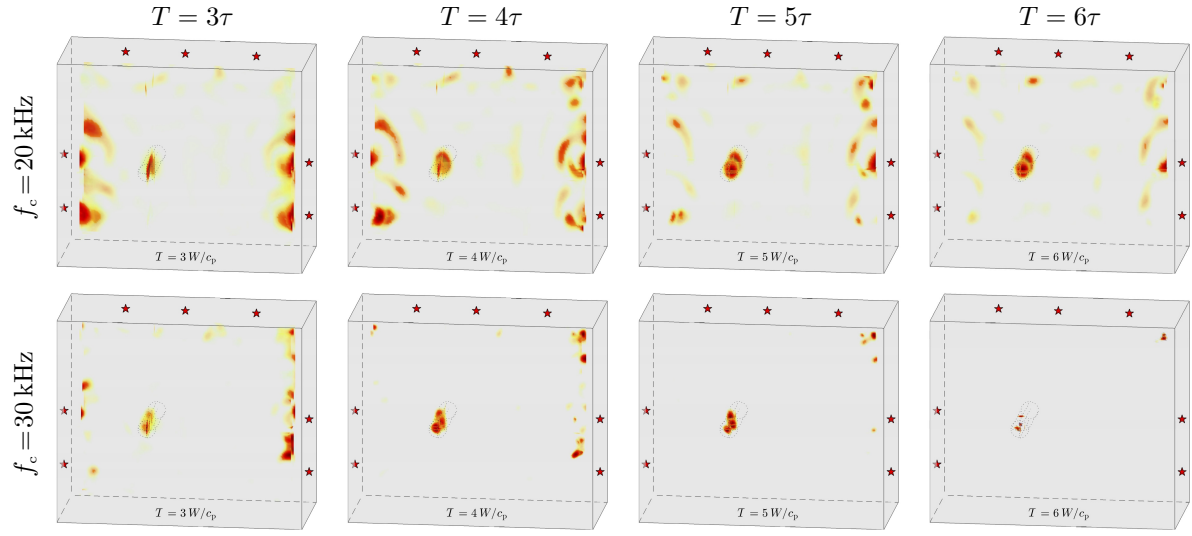 T = 3τ T = 4τ T = 5τ T = 6τ
f_c = 20 kHz
T = 3 W/c_p T = 4 W/c_p T = 5 W/c_p T = 6 W/c_p
f_c = 30 kHz
T = 3 W/c_p T = 4 W/c_p T = 5 W/c_p T = 6 W/c_p